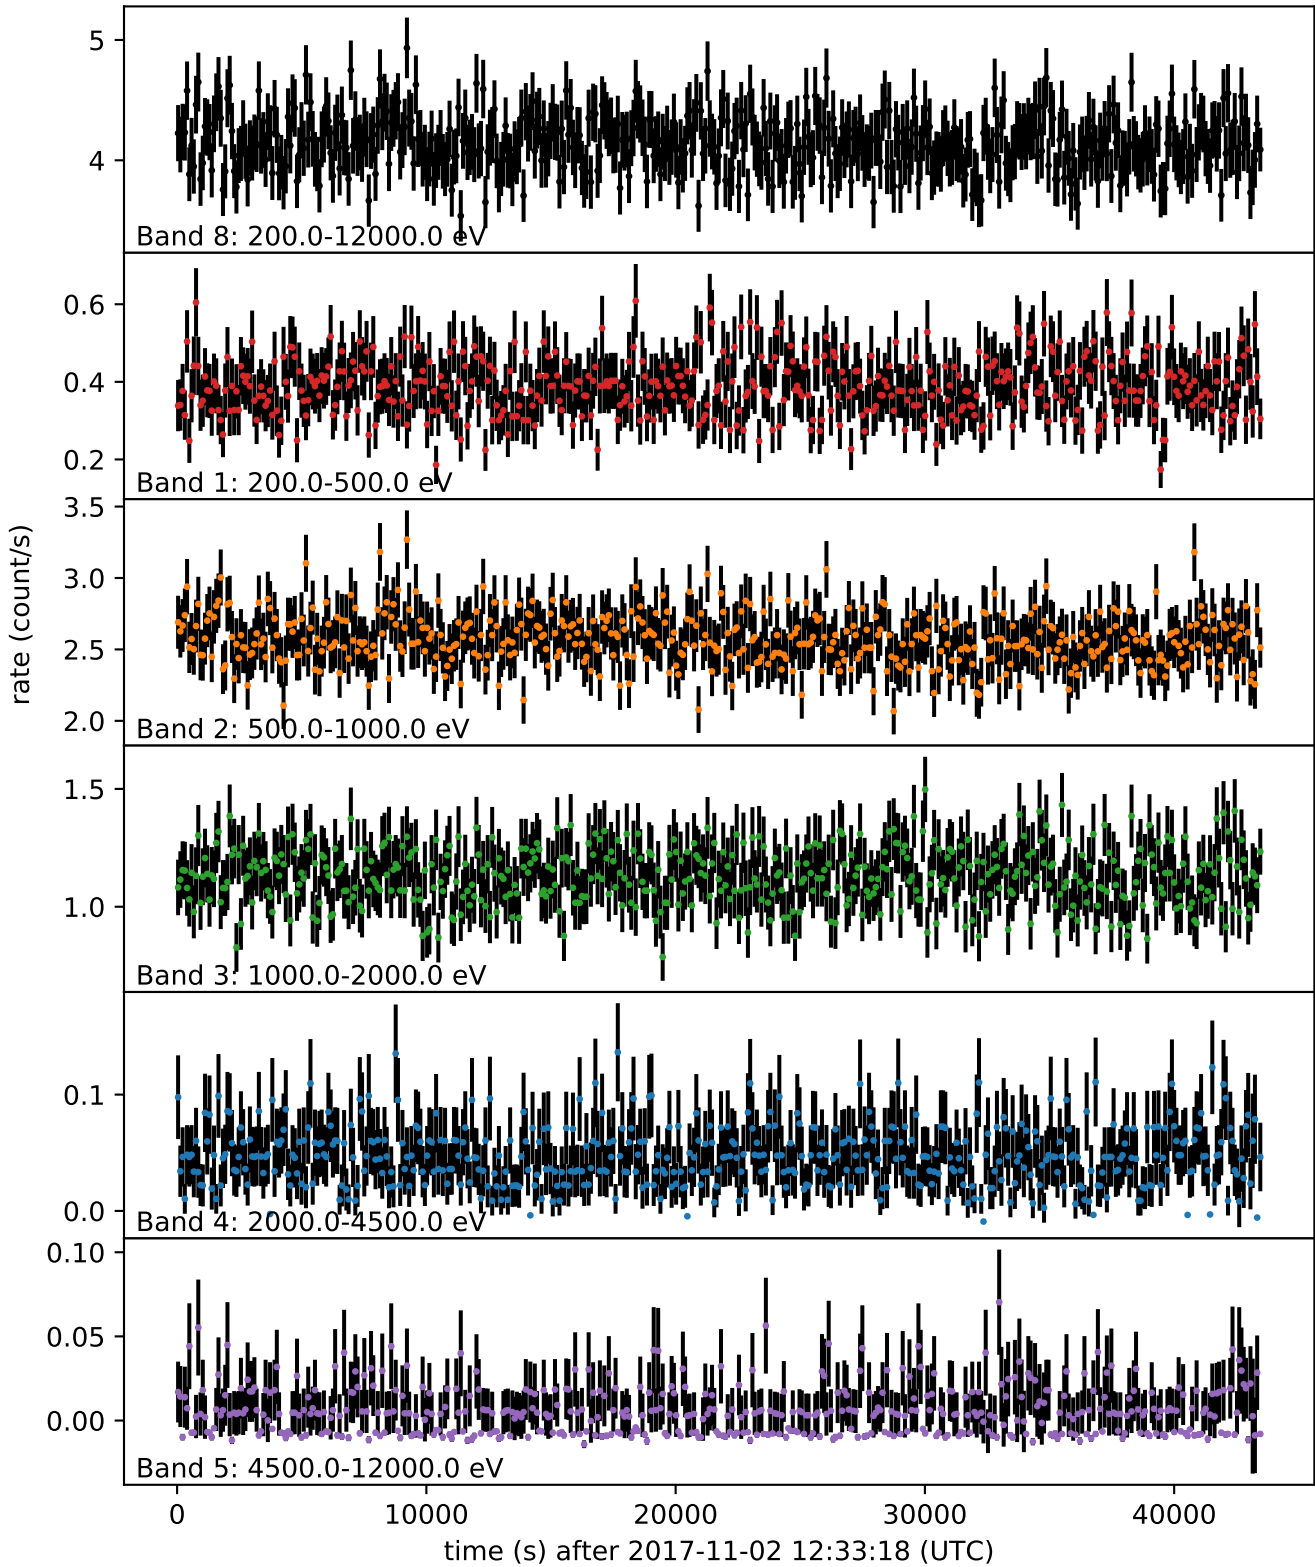 5
4
Band 8: 200.0-12000.0 eV
0.6
0.4
0.2
Band 1: 200.0-500.0 eV
3.5
3.0
2.5
2.0
Band 2: 500.0-1000.0 eV
rate (count/s)
1.5
1.0
Band 3: 1000.0-2000.0 eV
0.1
0.0
Band 4: 2000.0-4500.0 eV
0.10
0.05
0.00
Band 5: 4500.0-12000.0 eV
0 10000 20000 30000 40000
time (s) after 2017-11-02 12:33:18 (UTC)